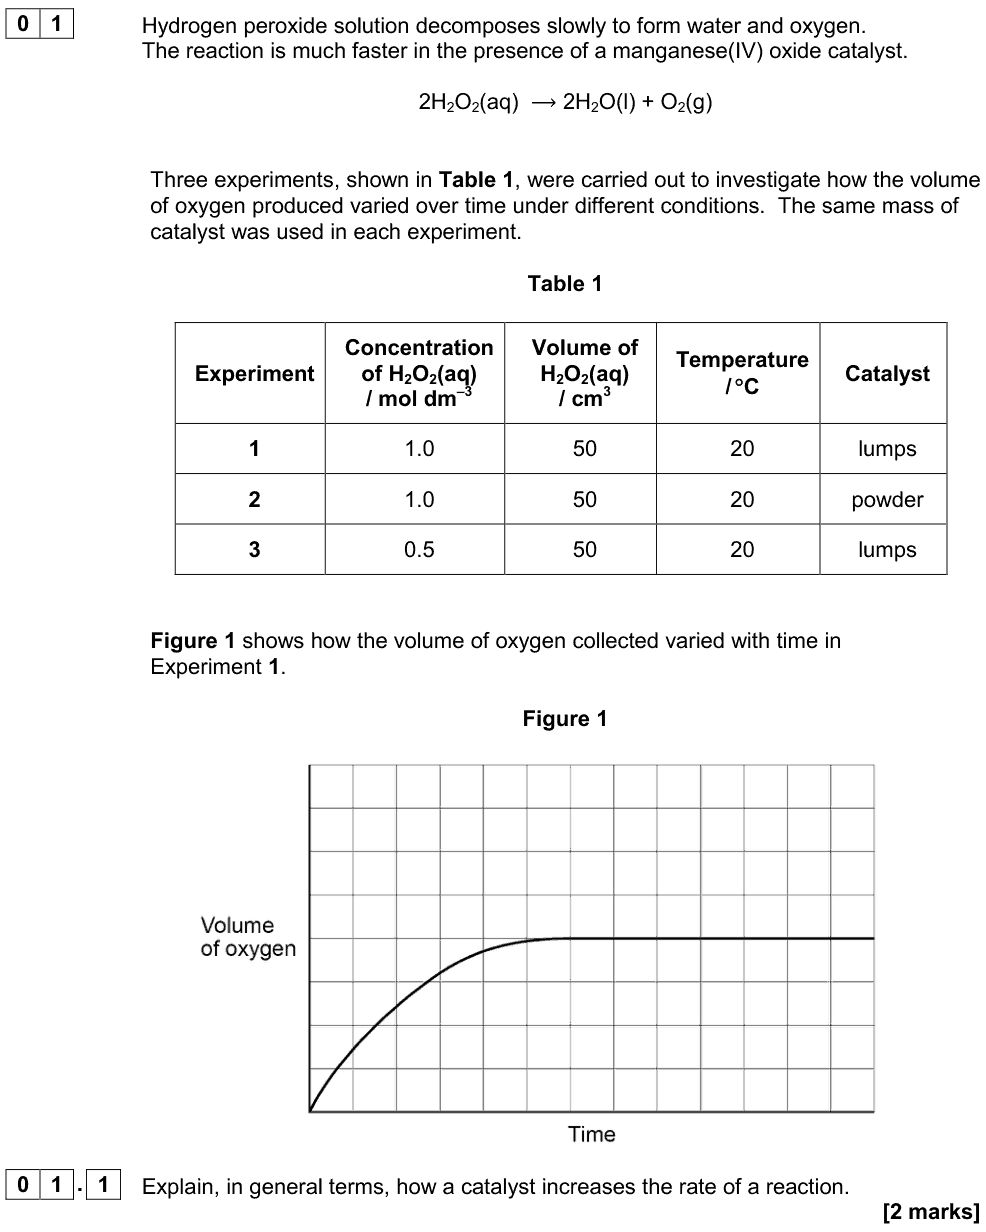 0 1 Hydrogen peroxide solution decomposes slowly to form water and oxygen.
The reaction is much faster in the presence of a manganese(IV) oxide catalyst.
2H₂O₂(aq) → 2H₂O(l) + O₂(g)
Three experiments, shown in Table 1, were carried out to investigate how the volume
of oxygen produced varied over time under different conditions. The same mass of
catalyst was used in each experiment.
Table 1
Experiment | Concentration of H₂O₂(aq) / mol dm⁻³ | Volume of H₂O₂(aq) / cm³ | Temperature /°C | Catalyst
1 | 1.0 | 50 | 20 | lumps
2 | 1.0 | 50 | 20 | powder
3 | 0.5 | 50 | 20 | lumps
Figure 1 shows how the volume of oxygen collected varied with time in
Experiment 1.
Figure 1
Volume
of oxygen
Time
0 1 . 1 Explain, in general terms, how a catalyst increases the rate of a reaction.
[2 marks]